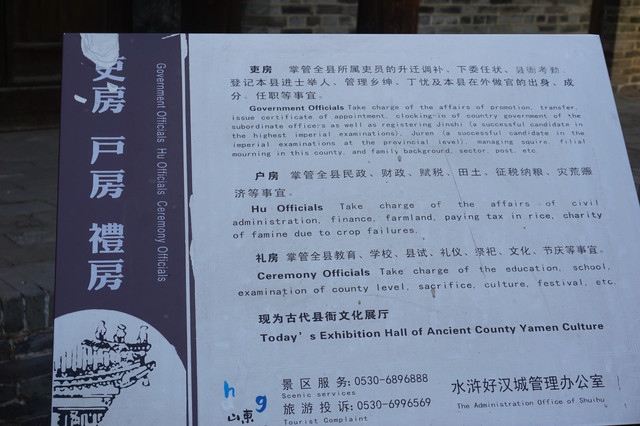 吏房 戸房 禮房
Government Officials Hu Officials Ceremony Officials
吏房 掌管全县所属吏员的升迁调补、下委任状、县衙考勤、
登记本县进士举人、管理乡绅、丁忧及本县在外做官的出身、成
分、任职等事宜。
Government Officials Take charge of the affairs of promotion, transfer,
issue certificate of appointment, clocking-in of country government of the
subordinate officers as well as registering Jinshi (a successful candidate in
the highest imperial examinations), Juren (a successful candidate in the
imperial examinations at the provincial level), managing squire, filial
mourning in this county, and family background, sector, post, etc.
户房 掌管全县民政、财政、赋税、田土、征税纳粮、灾荒赈
济等事宜。
Hu Officials Take charge of the affairs of civil
administration, finance, farmland, paying tax in rice, charity
of famine due to crop failures.
礼房 掌管全县教育、学校、县试、礼仪、祭祀、文化、节庆等事宜。
Ceremony Officials Take charge of the education, school,
examination of county level, sacrifice, culture, festival, etc.
现为古代县衙文化展厅
Today's Exhibition Hall of Ancient County Yamen Culture
景区服务:0530-6896888
Scenic services
旅游投诉:0530-6996569
Tourist Complaint
水浒好汉城管理办公室
The Administration Office of Shuihu
h g
山东